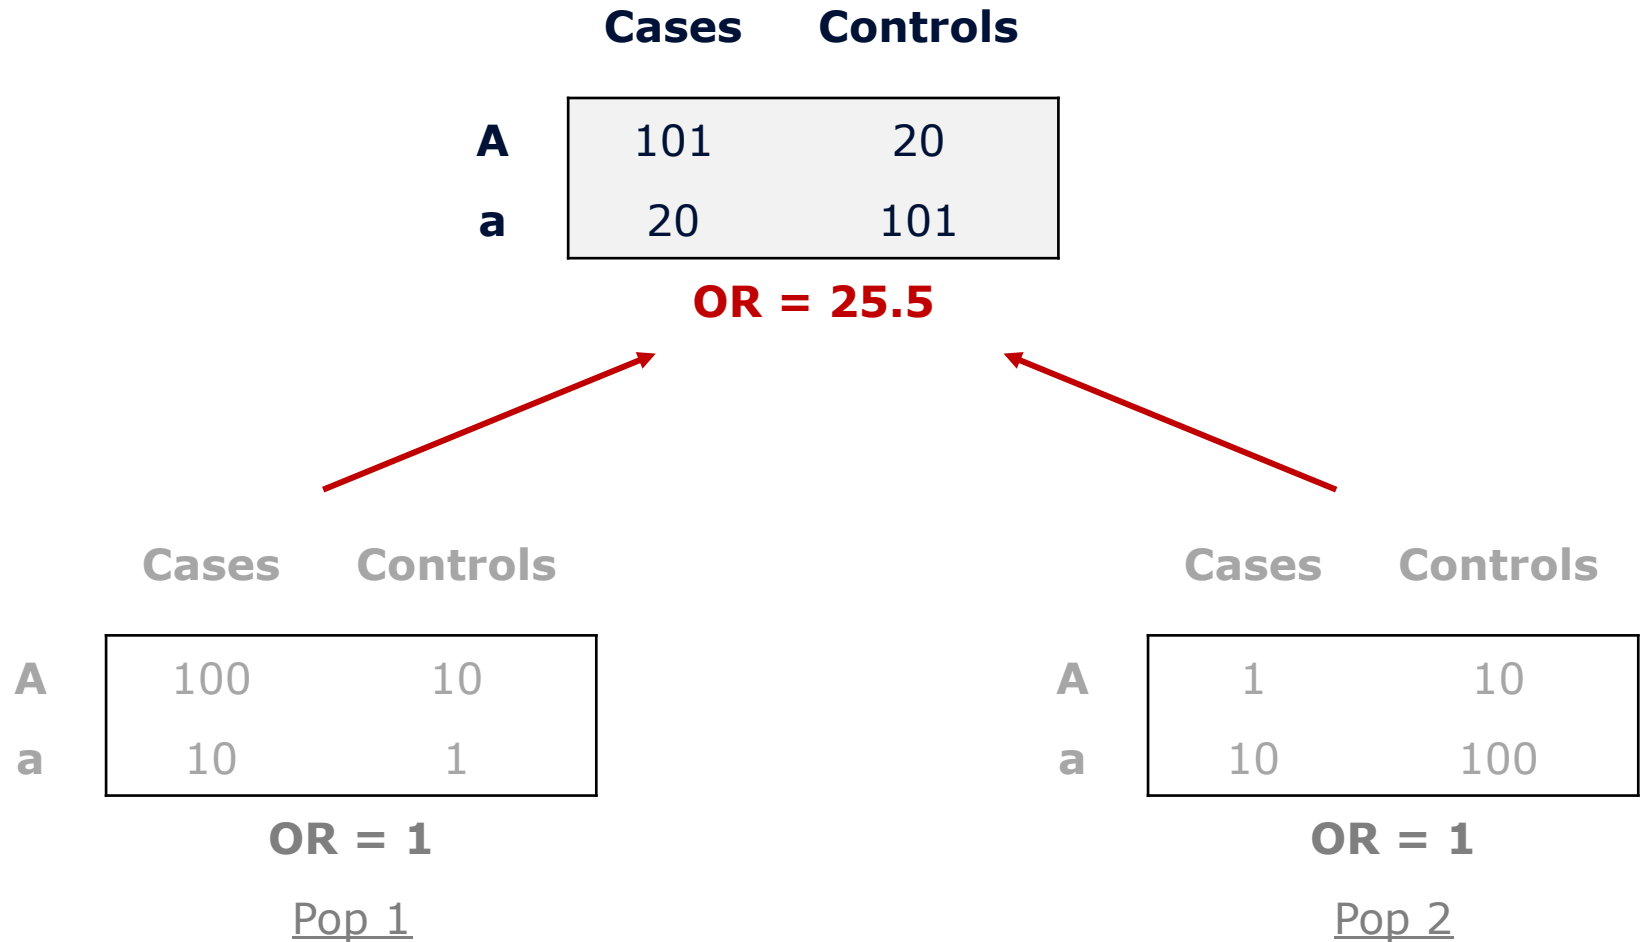 Cases Controls
A 101 20
a 20 101
OR = 25.5
Cases Controls
A 100 10
a 10 1
OR = 1
Pop 1
Cases Controls
A 1 10
a 10 100
OR = 1
Pop 2